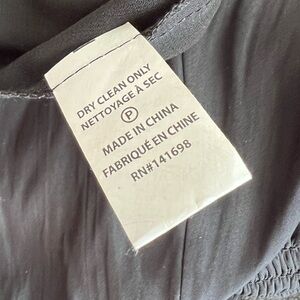 DRY CLEAN ONLY
NETTOYAGE À SEC
P
MADE IN CHINA
FABRIQUÉ EN CHINE
RN#141698